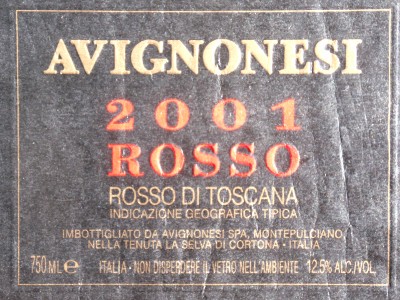 AVIGNONESI
2001
ROSSO
ROSSO DI TOSCANA
INDICAZIONE GEOGRAFICA TIPICA
IMBOTTIGLIATO DA AVIGNONESI SPA, MONTEPULCIANO
NELLA TENUTA LA SELVA DI CORTONA - ITALIA
750 ML e ITALIA - NON DISPERDERE IL VETRO NELL'AMBIENTE 12.5% ALC./VOL.